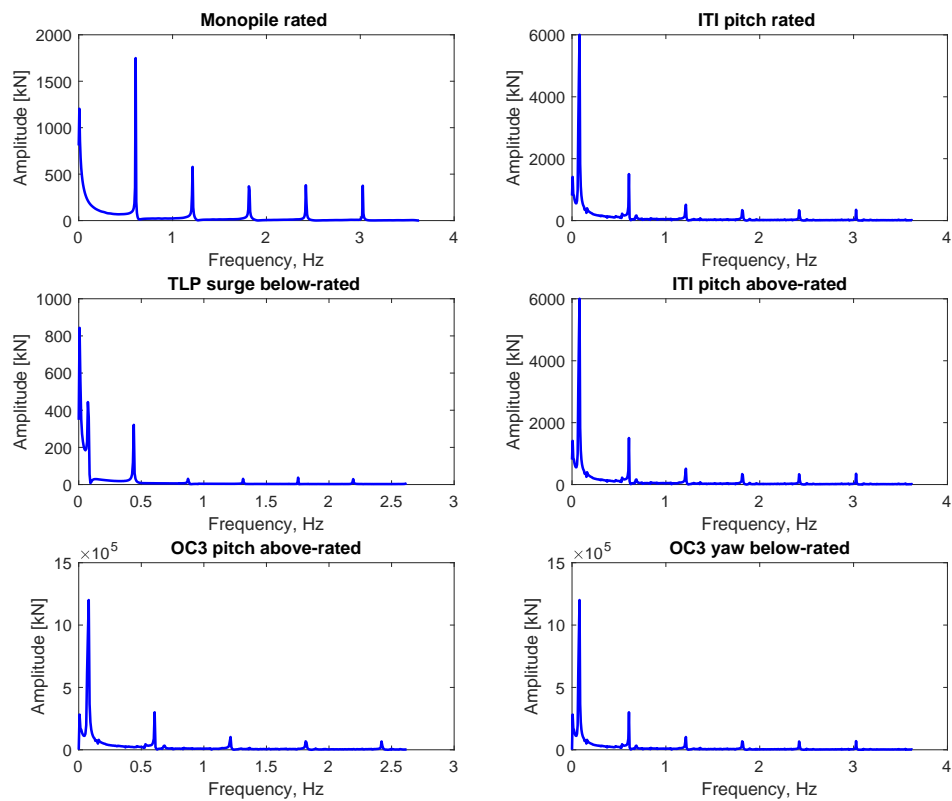 Monopile rated
2000
1500
1000
500
0
0 1 2 3 4
Amplitude [kN]
Frequency, Hz
ITI pitch rated
6000
4000
2000
0
0 1 2 3 4
Amplitude [kN]
Frequency, Hz
TLP surge below-rated
1000
800
600
400
200
0
0 0.5 1 1.5 2 2.5 3
Amplitude [kN]
Frequency, Hz
ITI pitch above-rated
6000
4000
2000
0
0 1 2 3 4
Amplitude [kN]
Frequency, Hz
OC3 pitch above-rated
×10⁵
15
10
5
0
0 0.5 1 1.5 2 2.5 3
Amplitude [kN]
Frequency, Hz
OC3 yaw below-rated
×10⁵
15
10
5
0
0 1 2 3 4
Amplitude [kN]
Frequency, Hz